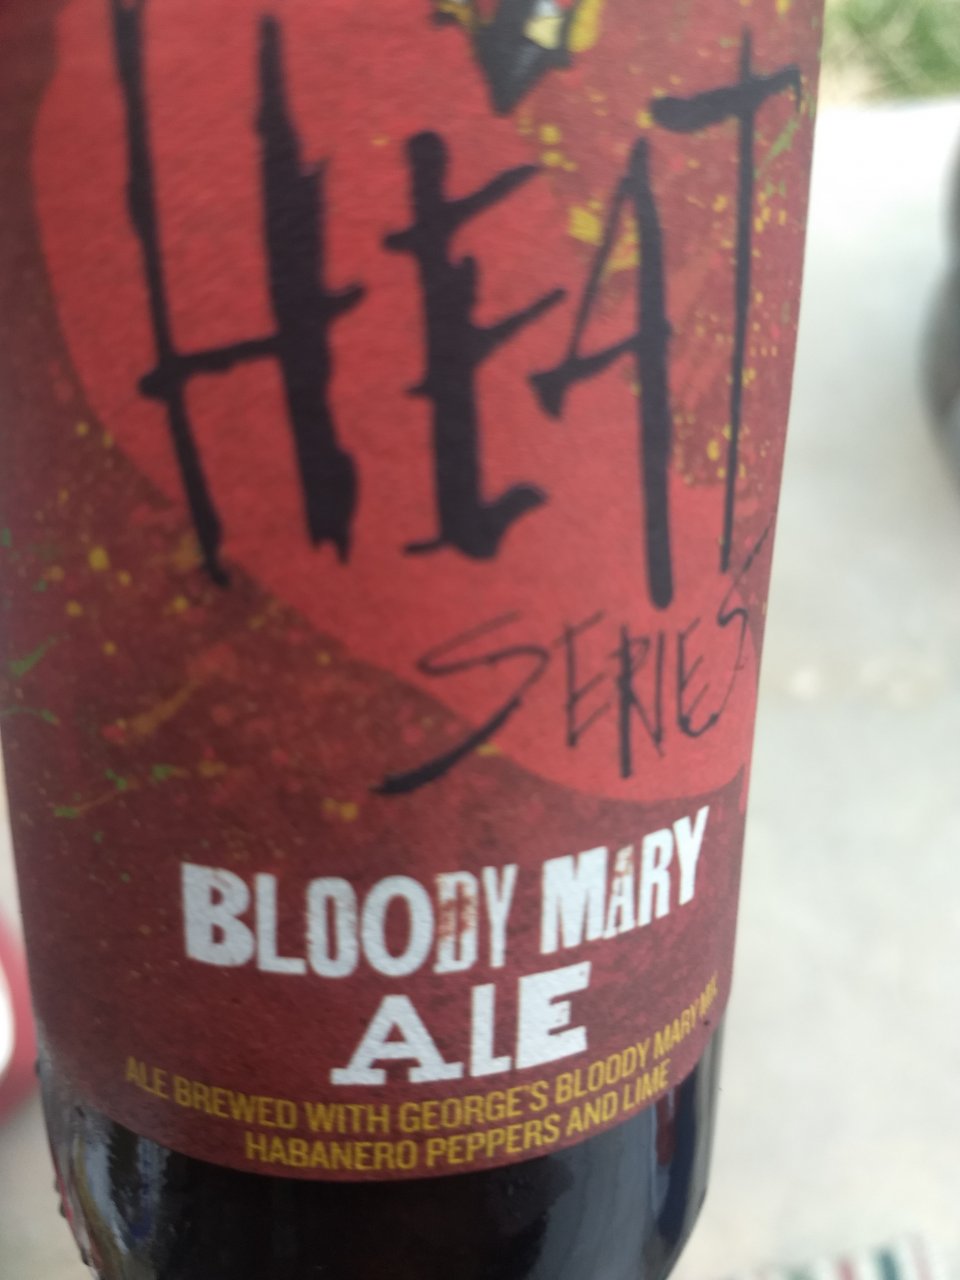 HEAT
SERIES
BLOODY MARY
ALE
ALE BREWED WITH GEORGE'S BLOODY MARY MIX,
HABANERO PEPPERS AND LIME